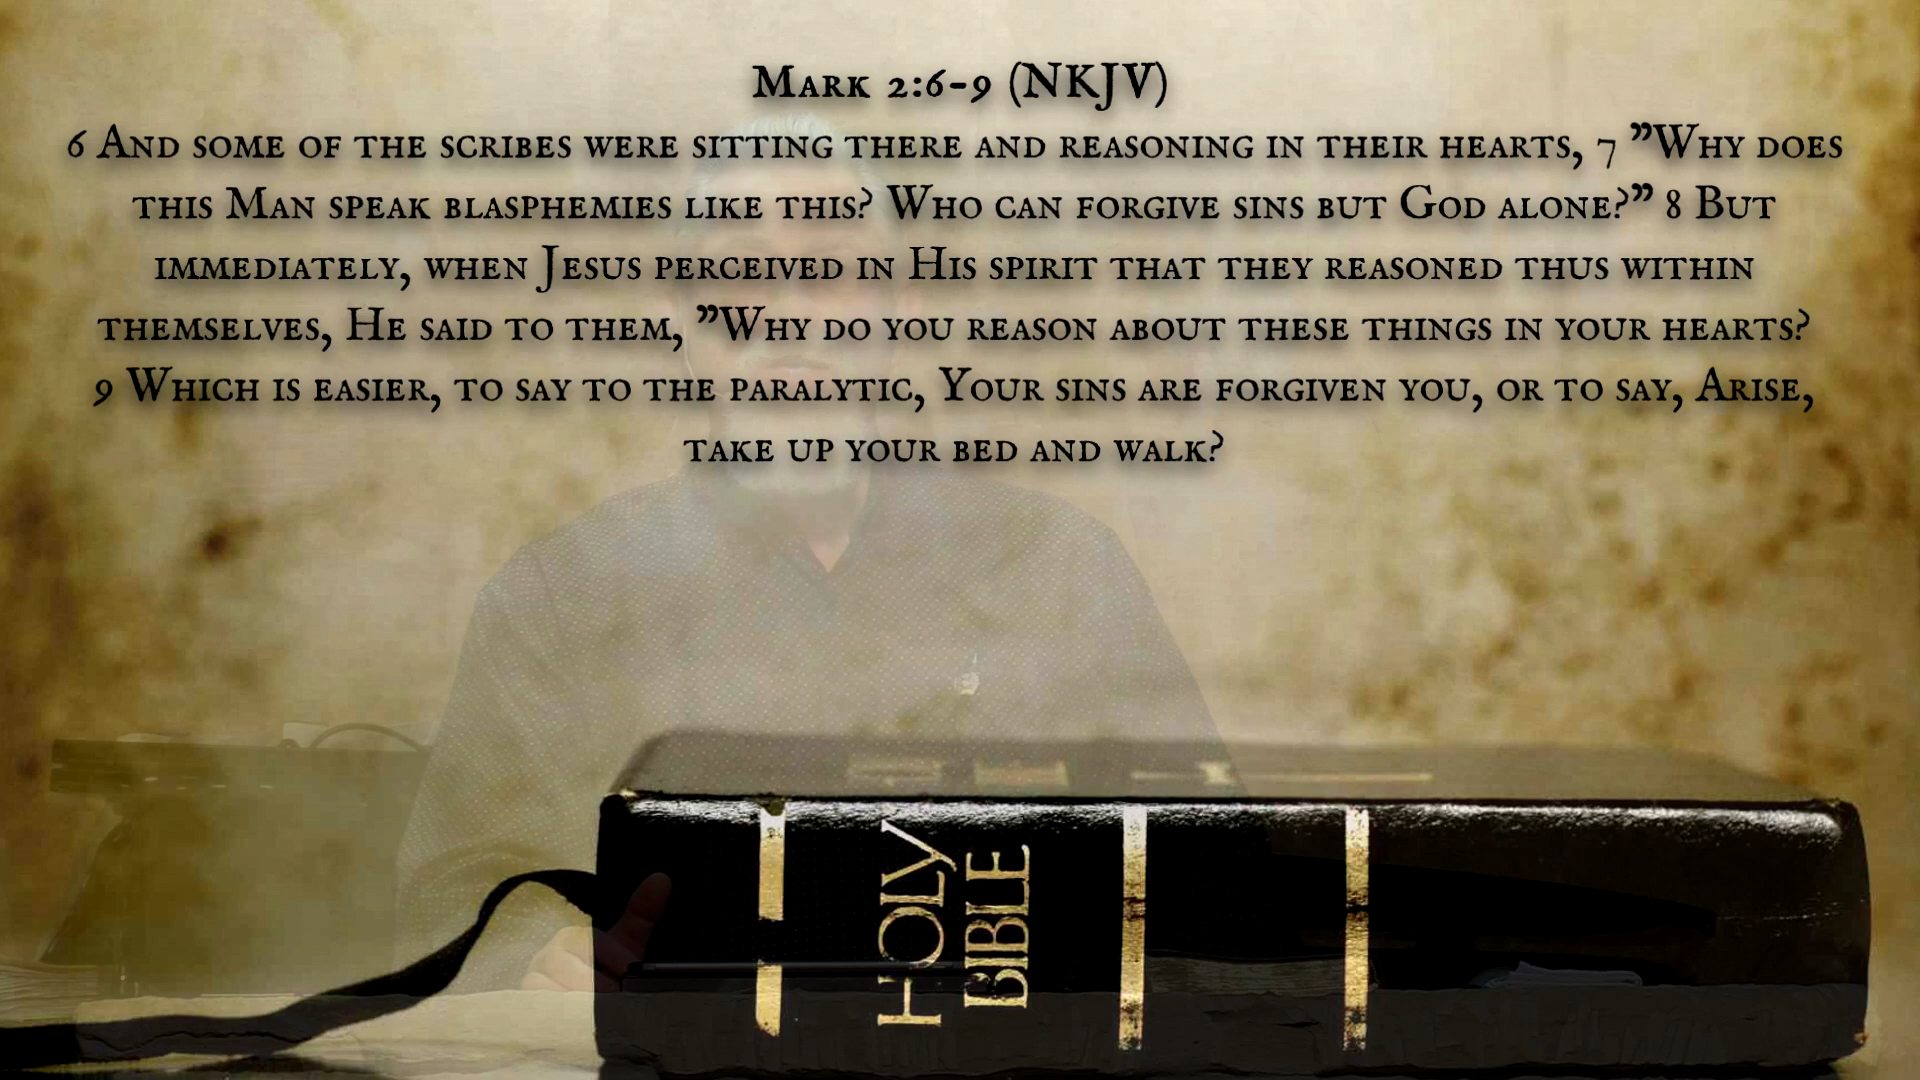 Mark 2:6-9 (NKJV)
6 And some of the scribes were sitting there and reasoning in their hearts, 7 ”Why does
this Man speak blasphemies like this? Who can forgive sins but God alone?” 8 But
immediately, when Jesus perceived in His spirit that they reasoned thus within
themselves, He said to them, ”Why do you reason about these things in your hearts?
9 Which is easier, to say to the paralytic, Your sins are forgiven you, or to say, Arise,
take up your bed and walk?
HOLY
BIBLE